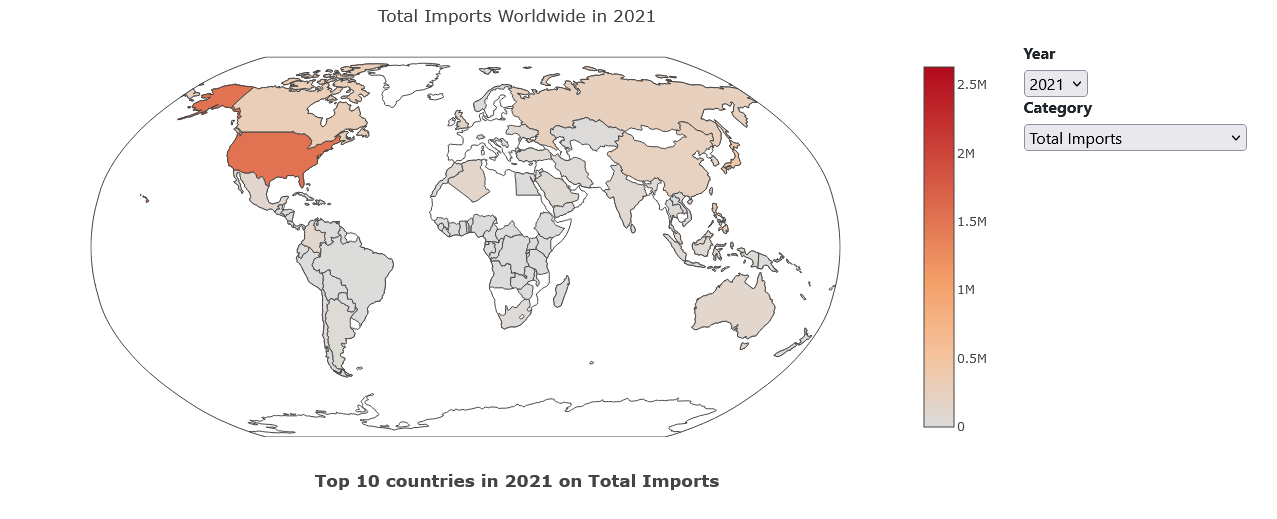 Total Imports Worldwide in 2021
Year
2021
Category
Total Imports
2.5M
2M
1.5M
1M
0.5M
0
Top 10 countries in 2021 on Total Imports